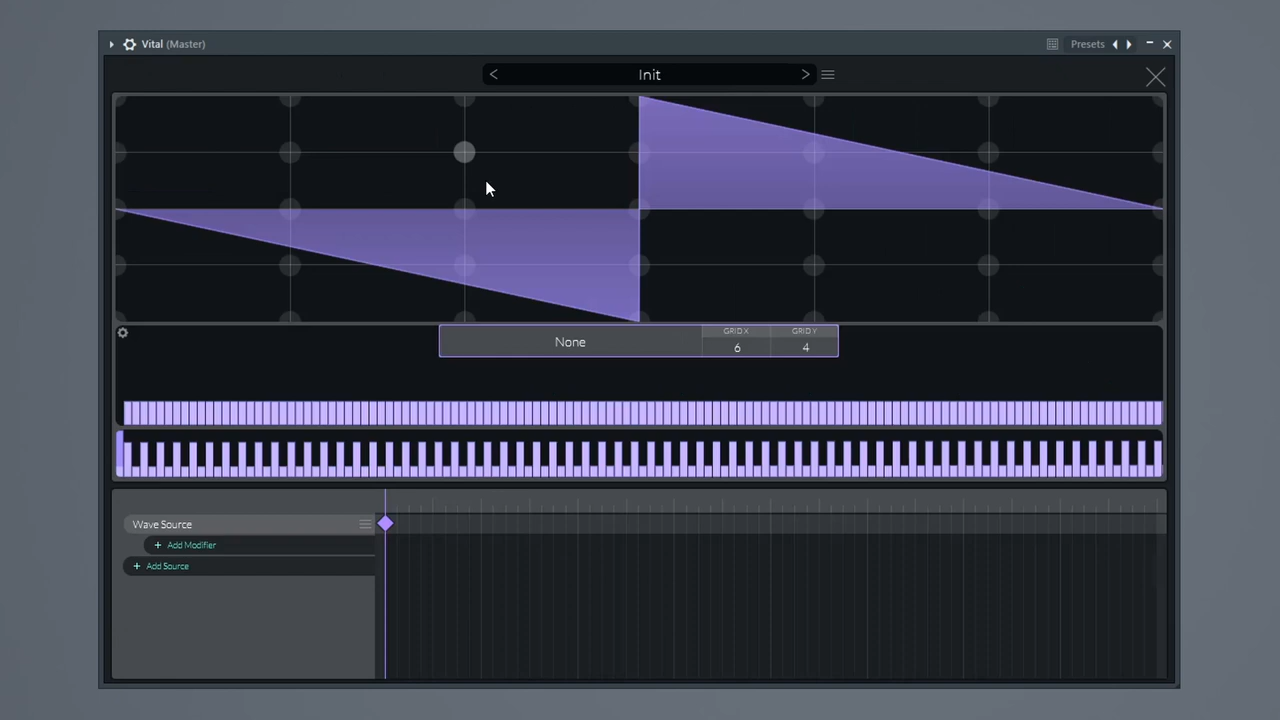 Vital (Master)
Presets
Init
None
GRID X
6
GRID Y
4
Wave Source
+ Add Modifier
+ Add Source